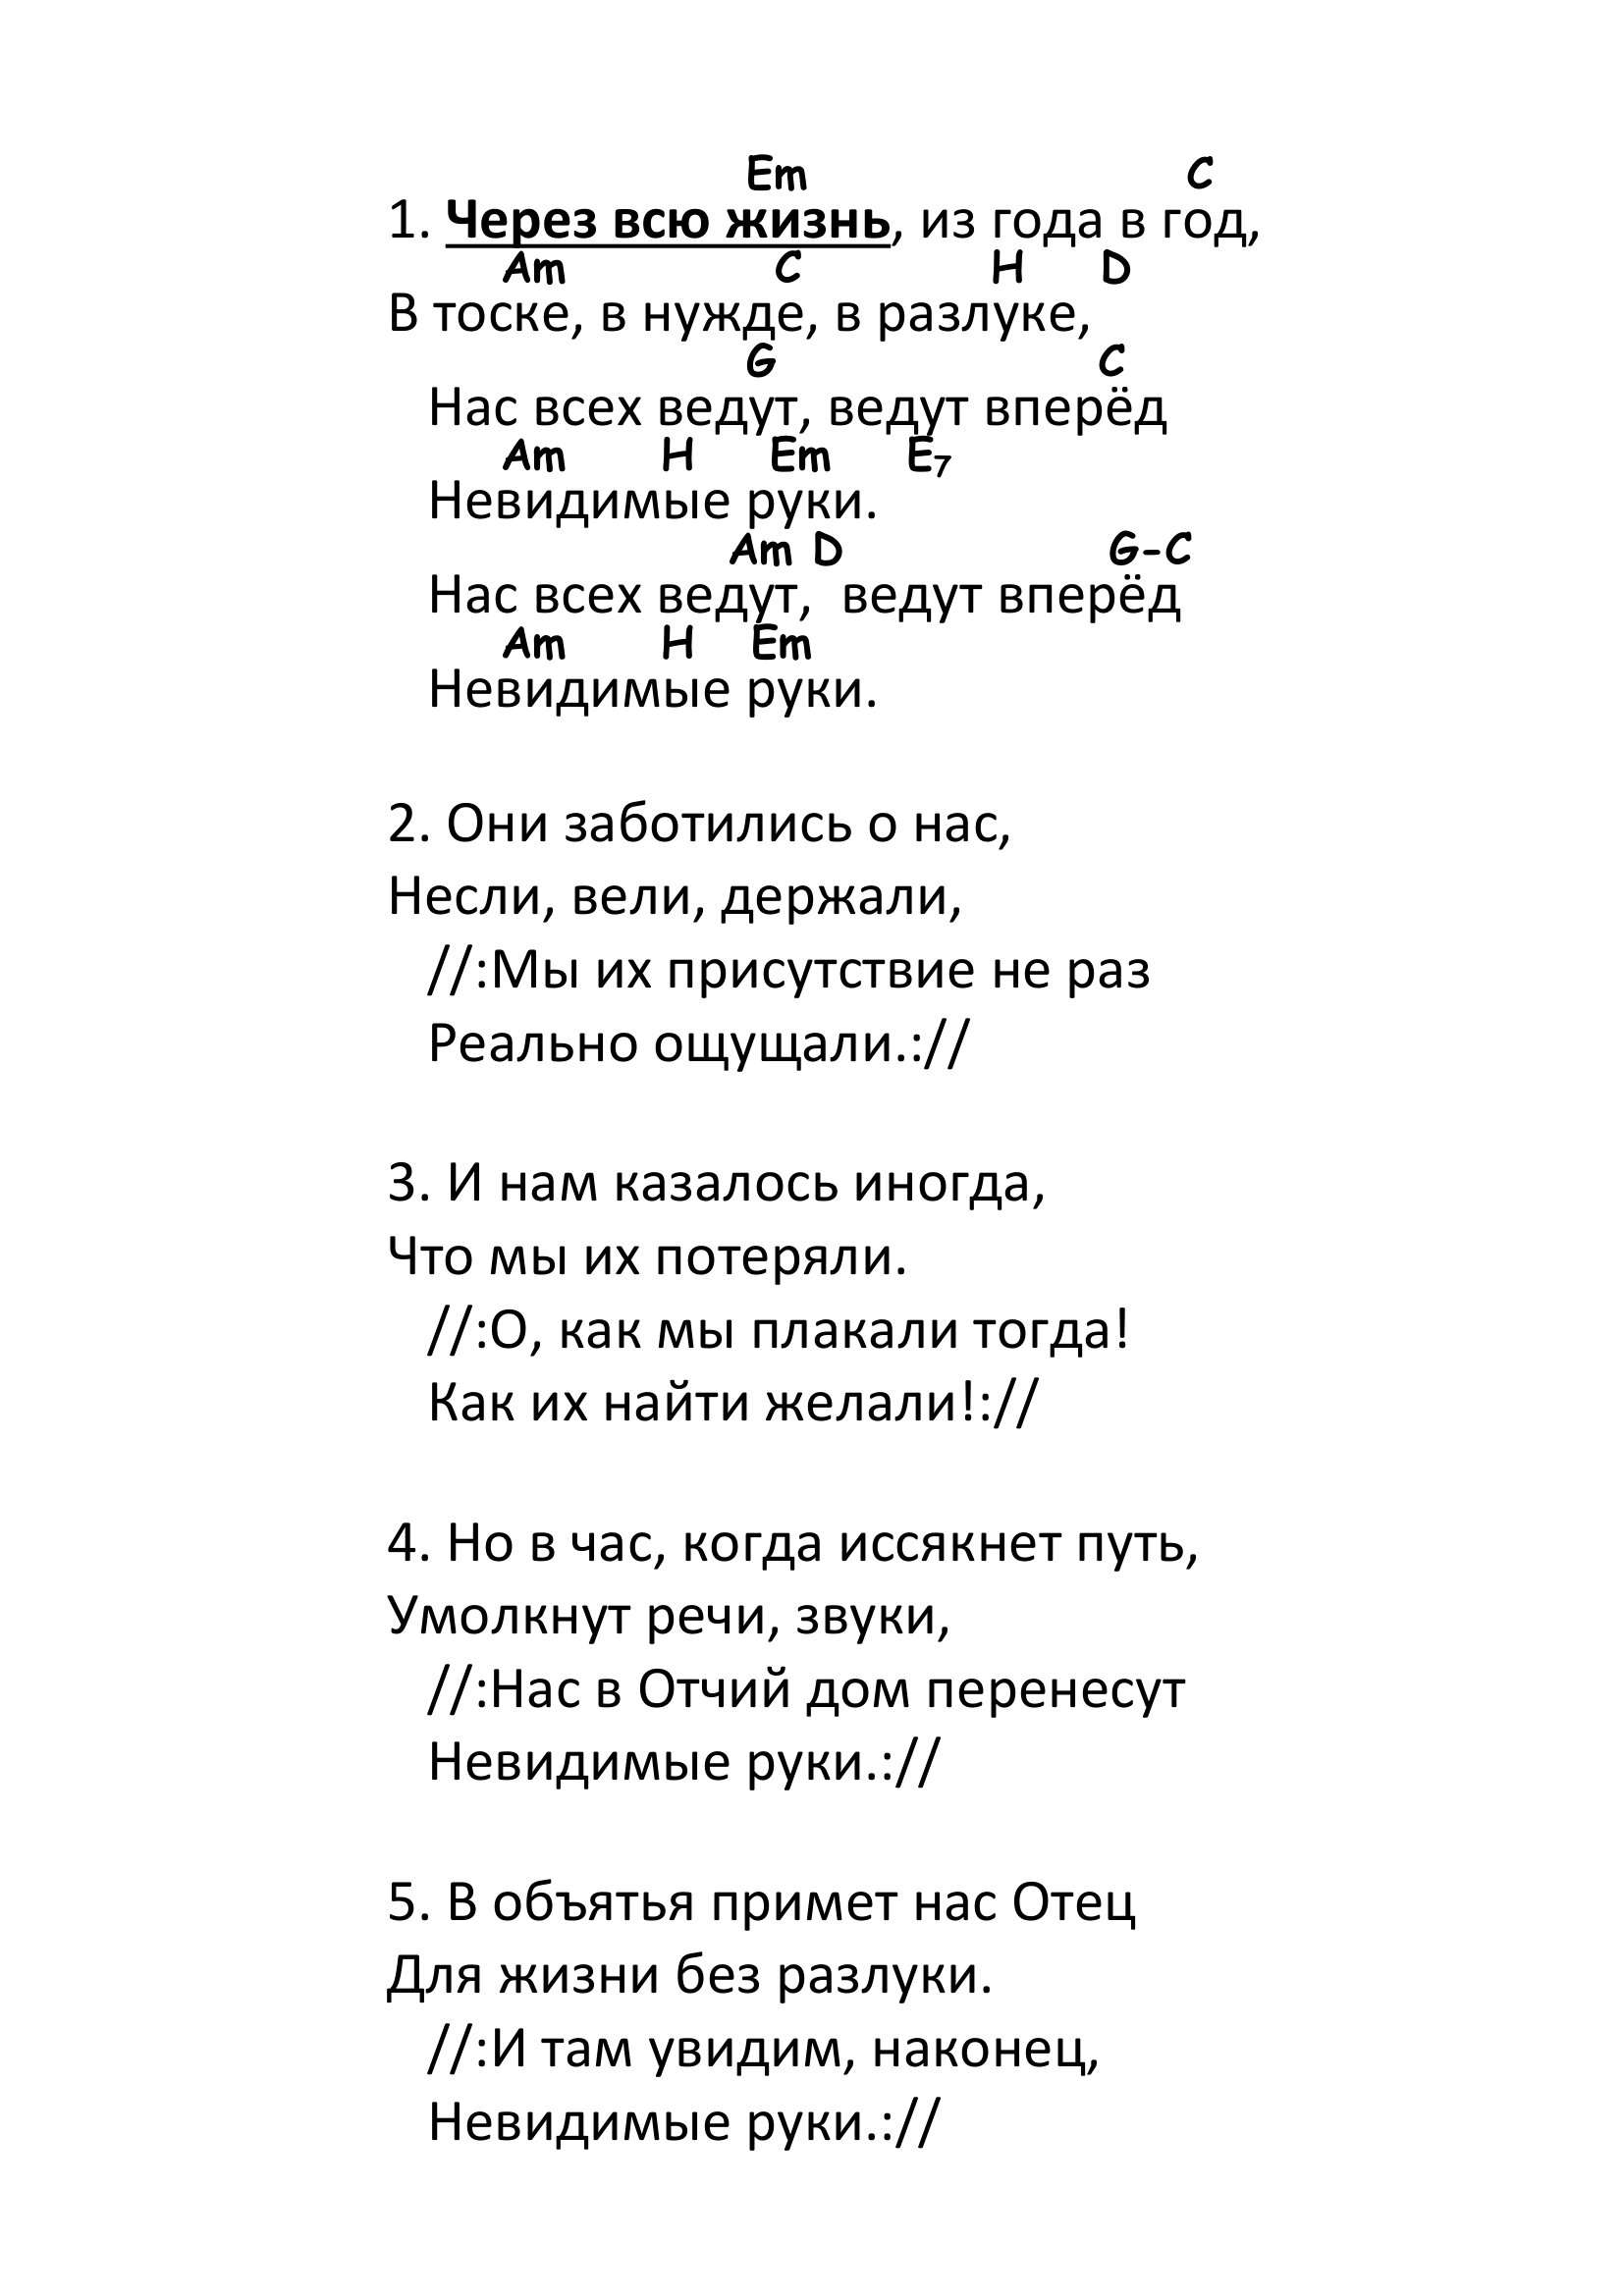 Em C
1. Через всю жизнь, из года в год,
Am C H D
В тоске, в нужде, в разлуке,
G C
Нас всех ведут, ведут вперёд
Am H Em E7
Невидимые руки.
Am D G-C
Нас всех ведут, ведут вперёд
Am H Em
Невидимые руки.
2. Они заботились о нас,
Несли, вели, держали,
//:Мы их присутствие не раз
Реально ощущали.://
3. И нам казалось иногда,
Что мы их потеряли.
//:О, как мы плакали тогда!
Как их найти желали!://
4. Но в час, когда иссякнет путь,
Умолкнут речи, звуки,
//:Нас в Отчий дом перенесут
Невидимые руки.://
5. В объятья примет нас Отец
Для жизни без разлуки.
//:И там увидим, наконец,
Невидимые руки.://